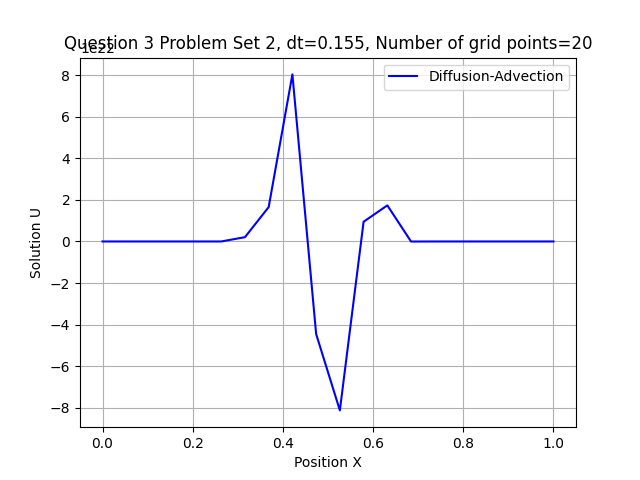 Question 3 Problem Set 2, dt=0.155, Number of grid points=20
1e22
Diffusion-Advection
8
6
4
2
0
−2
−4
−6
−8
Solution U
0.0 0.2 0.4 0.6 0.8 1.0
Position X